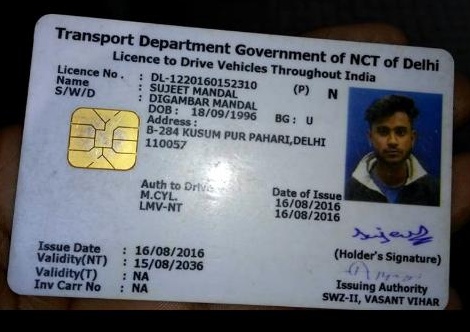 Transport Department Government of NCT of Delhi
Licence to Drive Vehicles Throughout India
Licence No. : DL-1220160152310 (P) N
Name : SUJEET MANDAL
S/W/D : DIGAMBAR MANDAL
DOB : 18/09/1996 BG : U
Address :
B-284 KUSUM PUR PAHARI,DELHI
110057
Auth to Drive Date of Issue
M.CYL. 16/08/2016
LMV-NT 16/08/2016
(Holder's Signature)
Issue Date : 16/08/2016
Validity(NT) : 15/08/2036
Validity(T) : NA
Inv Carr No : NA
Issuing Authority
SWZ-II, VASANT VIHAR